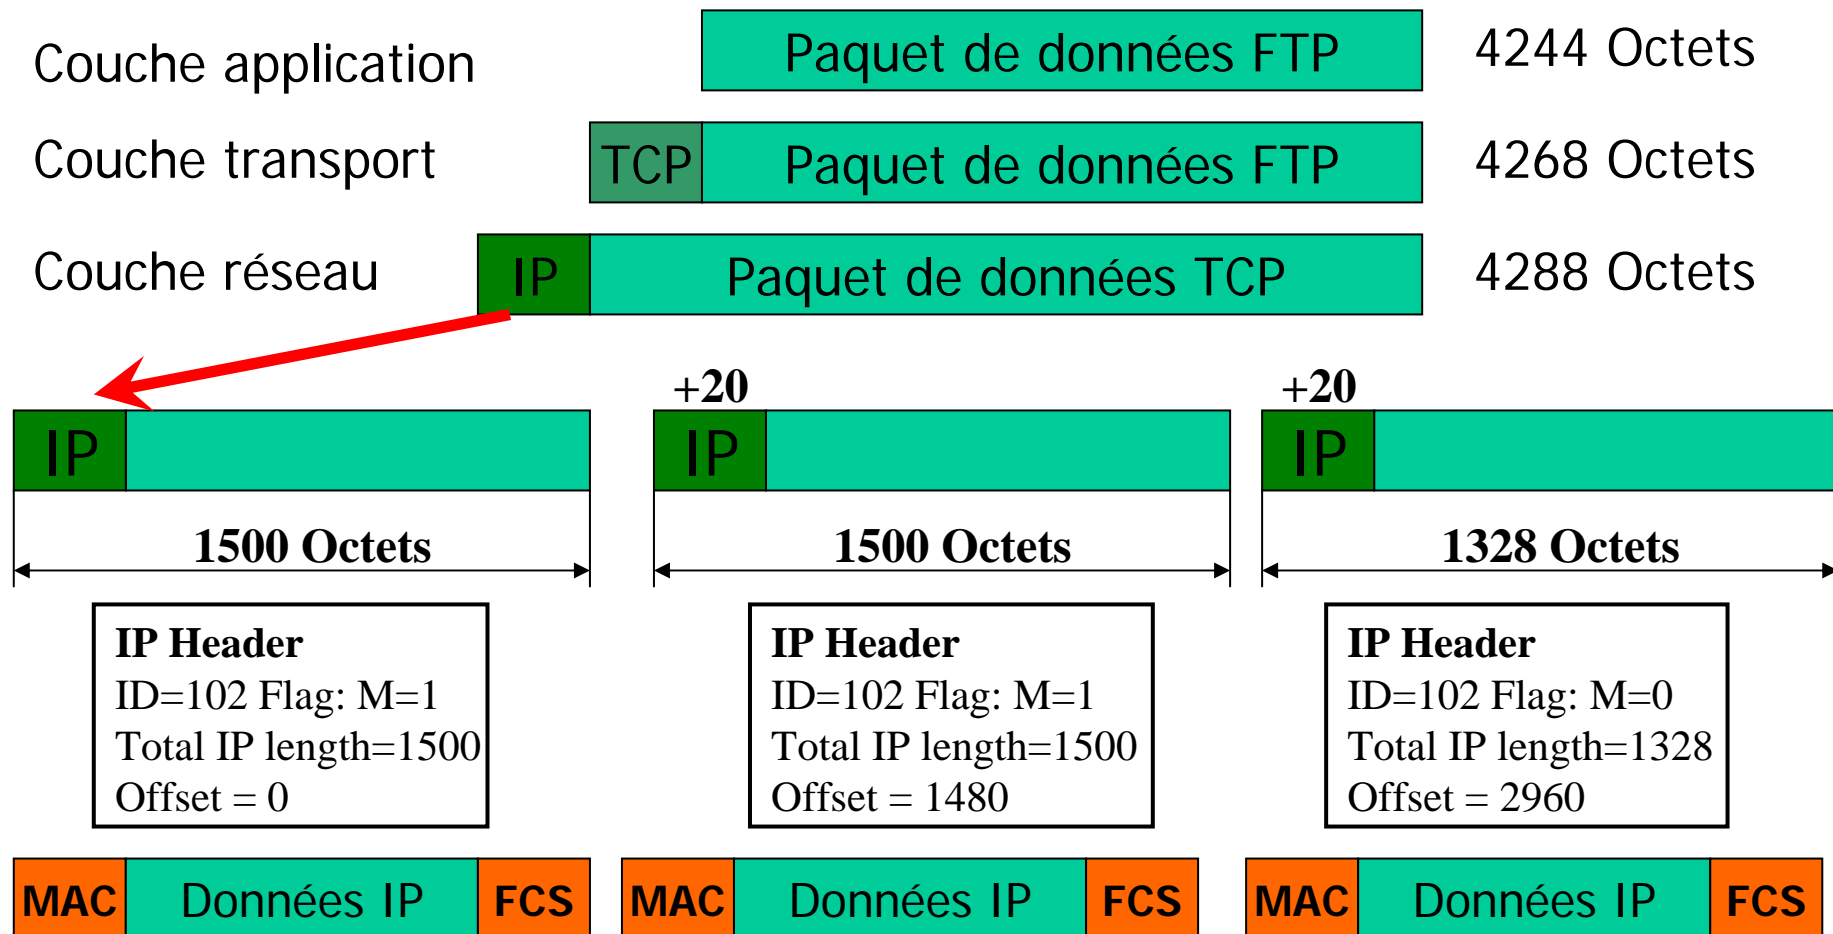 Couche application
Paquet de données FTP
4244 Octets
Couche transport
TCP
Paquet de données FTP
4268 Octets
Couche réseau
IP
Paquet de données TCP
4288 Octets
+20
+20
IP
IP
IP
1500 Octets
1500 Octets
1328 Octets
IP Header
ID=102 Flag: M=1
Total IP length=1500
Offset = 0
IP Header
ID=102 Flag: M=1
Total IP length=1500
Offset = 1480
IP Header
ID=102 Flag: M=0
Total IP length=1328
Offset = 2960
MAC
Données IP
FCS
MAC
Données IP
FCS
MAC
Données IP
FCS